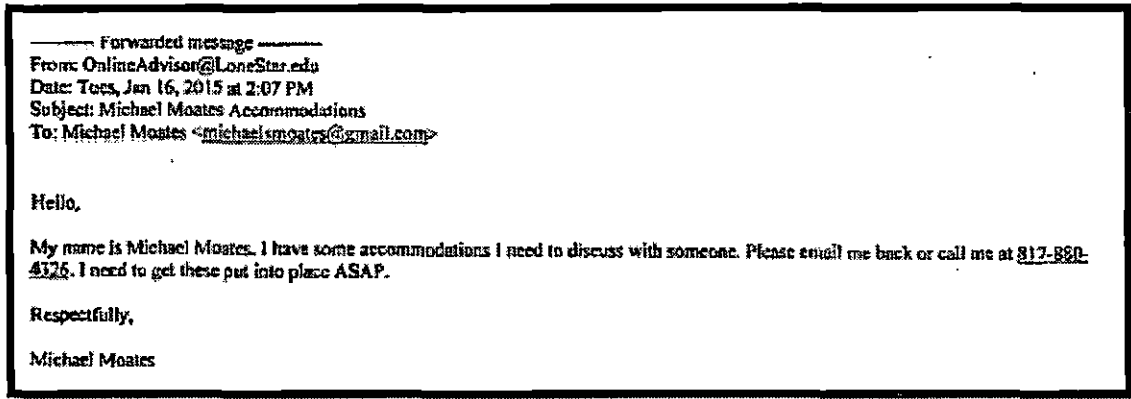 -------- Forwarded message --------
From: OnlineAdvisor@LoneStar.edu
Date: Tues, Jan 16, 2015 at 2:07 PM
Subject: Michael Moates Accommodations
To: Michael Moates <michaelsmoates@gmail.com>
Hello,
My name is Michael Moates. I have some accommodations I need to discuss with someone. Please email me back or call me at 817-880-
4326. I need to get these put into place ASAP.
Respectfully,
Michael Moates